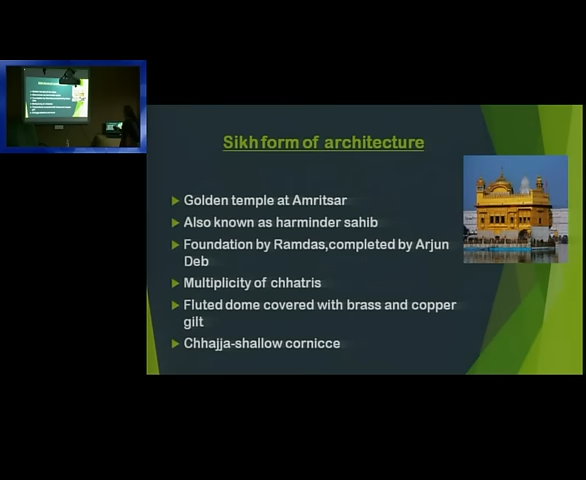 Sikh form of architecture
Golden temple at Amritsar
Also known as harminder sahib
Foundation by Ramdas,completed by Arjun
Deb
Multiplicity of chhatris
Fluted dome covered with brass and copper
gilt
Chhajja-shallow cornicce